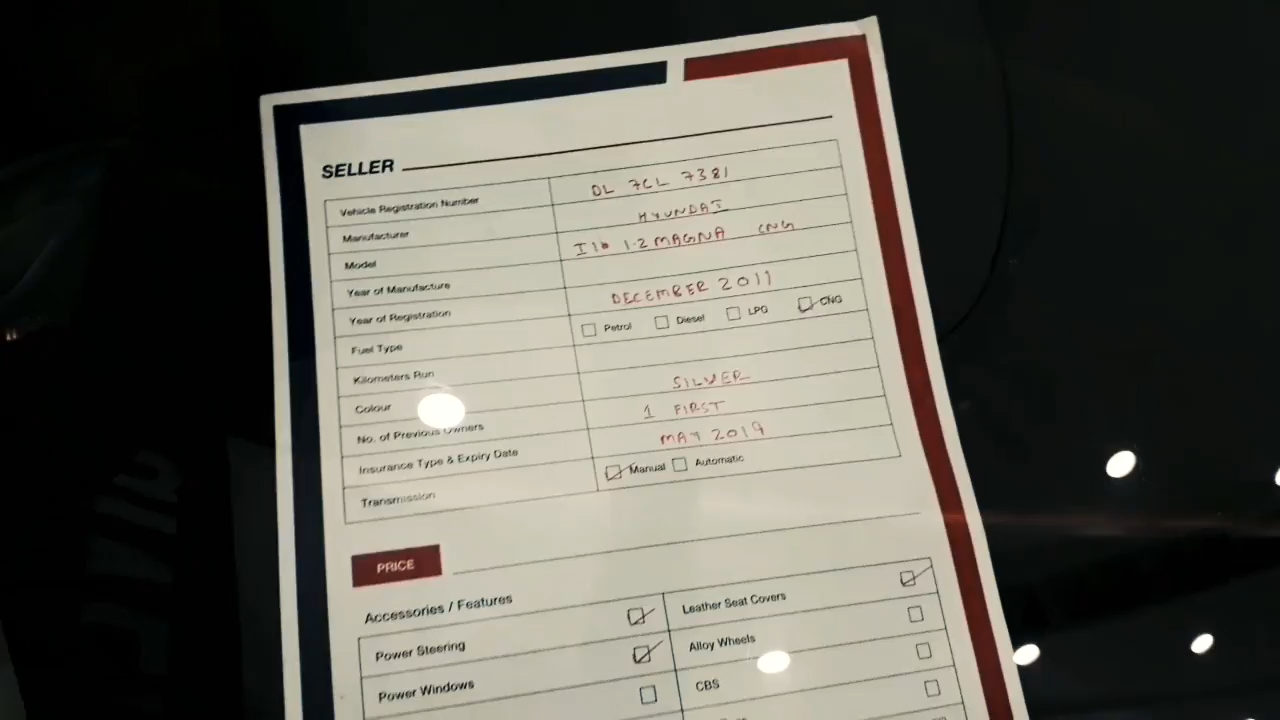 SELLER
Vehicle Registration Number DL 7CL 7381
Manufacturer HYUNDAI
Model I10 1.2 MAGNA CNG
Year of Manufacture
Year of Registration DECEMBER 2011
Fuel Type Petrol Diesel LPG CNG
Kilometers Run
Colour SILVER
No. of Previous Owners 1 FIRST
Insurance Type & Expiry Date MAY 2019
Transmission Manual Automatic
PRICE
Accessories / Features
Power Steering Leather Seat Covers
Power Windows Alloy Wheels
CBS